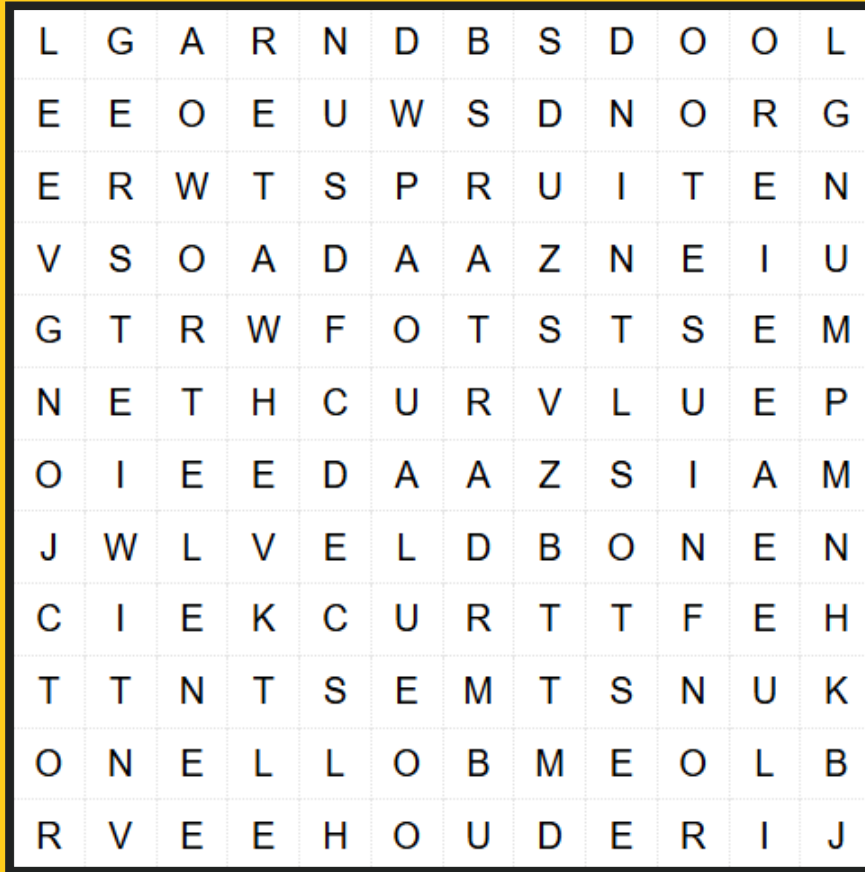 L G A R N D B S D O O L
E E O E U W S D N O R G
E R W T S P R U I T E N
V S O A D A A Z N E I U
G T R W F O T S T S E M
N E T H C U R V L U E P
O I E E D A A Z S I A M
J W L V E L D B O N E N
C I E K C U R T T F E H
T T N T S E M T S N U K
O N E L L O B M E O L B
R V E E H O U D E R I J